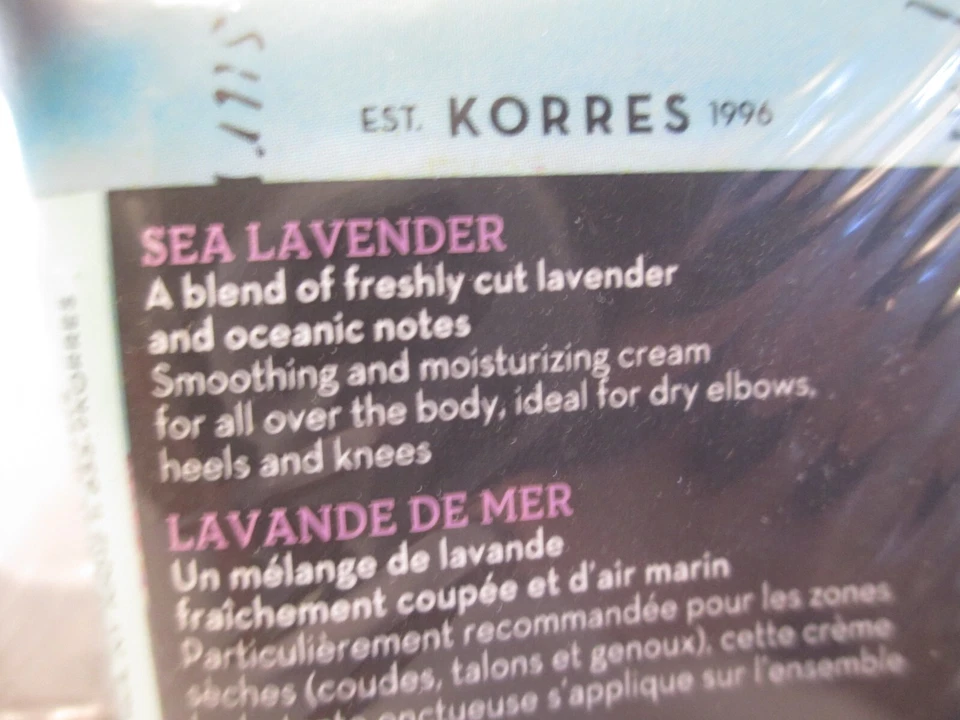 EST. KORRES 1996
SEA LAVENDER
A blend of freshly cut lavender
and oceanic notes
Smoothing and moisturizing cream
for all over the body, ideal for dry elbows,
heels and knees
LAVANDE DE MER
Un mélange de lavande
fraîchement coupée et d'air marin
Particulièrement recommandée pour les zones
sèches (coudes, talons et genoux), cette crème
onctueuse s'applique sur l'ensemble